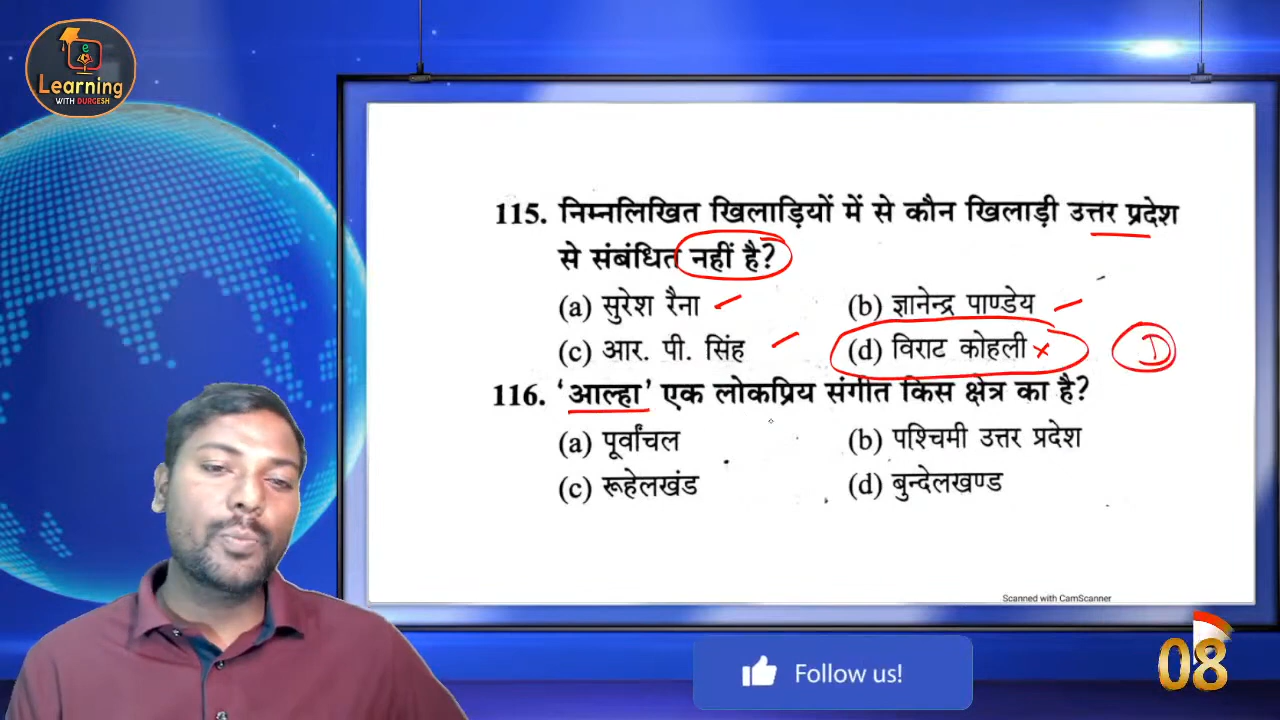 e
Learning
WITH DURGESH
115. निम्नलिखित खिलाड़ियों में से कौन खिलाड़ी उत्तर प्रदेश
से संबंधित नहीं है?
(a) सुरेश रैना (b) ज्ञानेन्द्र पाण्डेय
(c) आर. पी. सिंह (d) विराट कोहली × D
116. 'आल्हा' एक लोकप्रिय संगीत किस क्षेत्र का है?
(a) पूर्वांचल (b) पश्चिमी उत्तर प्रदेश
(c) रूहेलखंड (d) बुन्देलखण्ड
Scanned with CamScanner
08
Follow us!